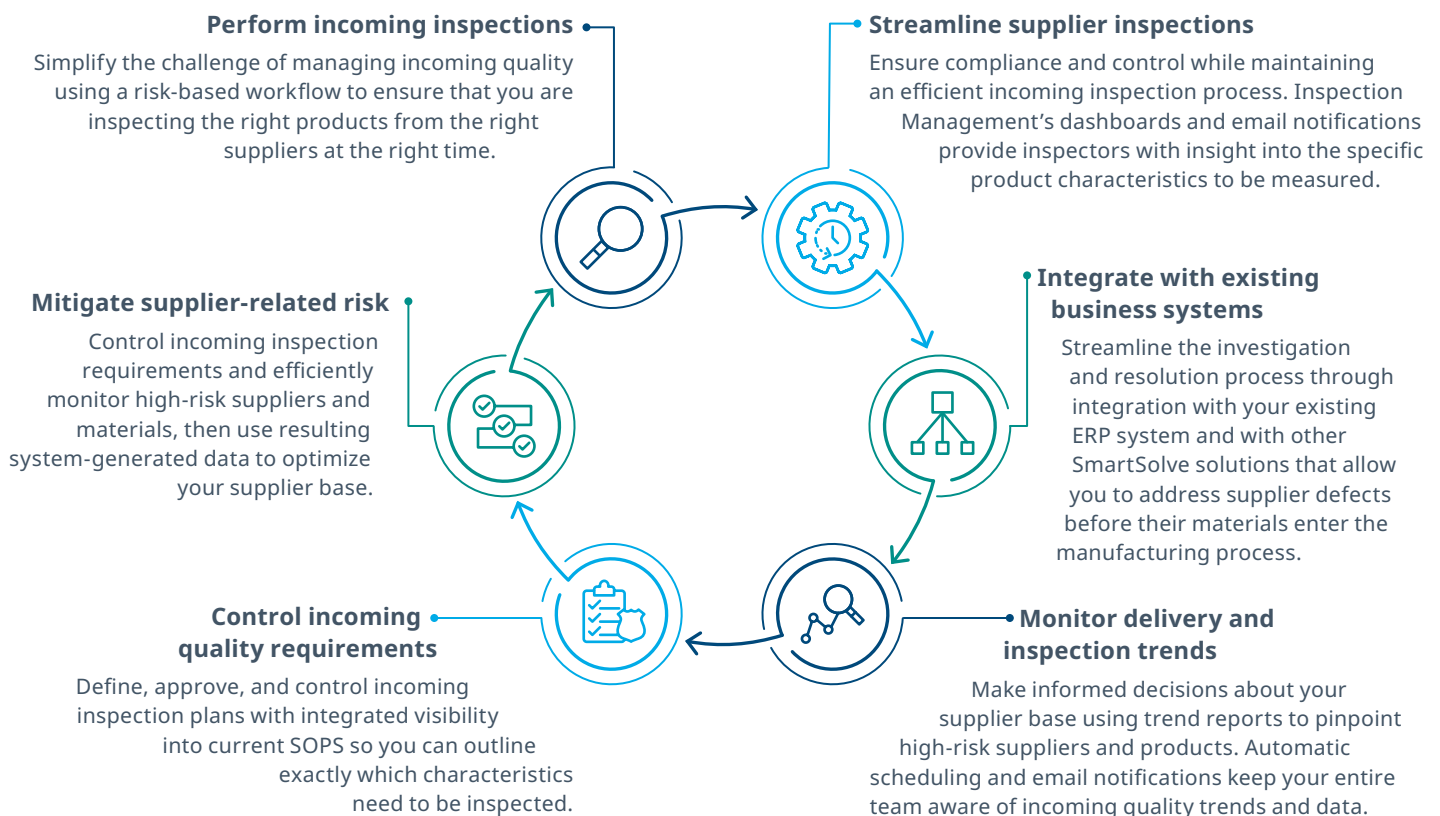 Perform incoming inspections
Simplify the challenge of managing incoming quality
using a risk-based workflow to ensure that you are
inspecting the right products from the right
suppliers at the right time.
Streamline supplier inspections
Ensure compliance and control while maintaining
an efficient incoming inspection process. Inspection
Management’s dashboards and email notifications
provide inspectors with insight into the specific
product characteristics to be measured.
Integrate with existing
business systems
Streamline the investigation
and resolution process through
integration with your existing
ERP system and with other
SmartSolve solutions that allow
you to address supplier defects
before their materials enter the
manufacturing process.
Monitor delivery and
inspection trends
Make informed decisions about your
supplier base using trend reports to pinpoint
high-risk suppliers and products. Automatic
scheduling and email notifications keep your entire
team aware of incoming quality trends and data.
Control incoming
quality requirements
Define, approve, and control incoming
inspection plans with integrated visibility
into current SOPS so you can outline
exactly which characteristics
need to be inspected.
Mitigate supplier-related risk
Control incoming inspection
requirements and efficiently
monitor high-risk suppliers and
materials, then use resulting
system-generated data to optimize
your supplier base.